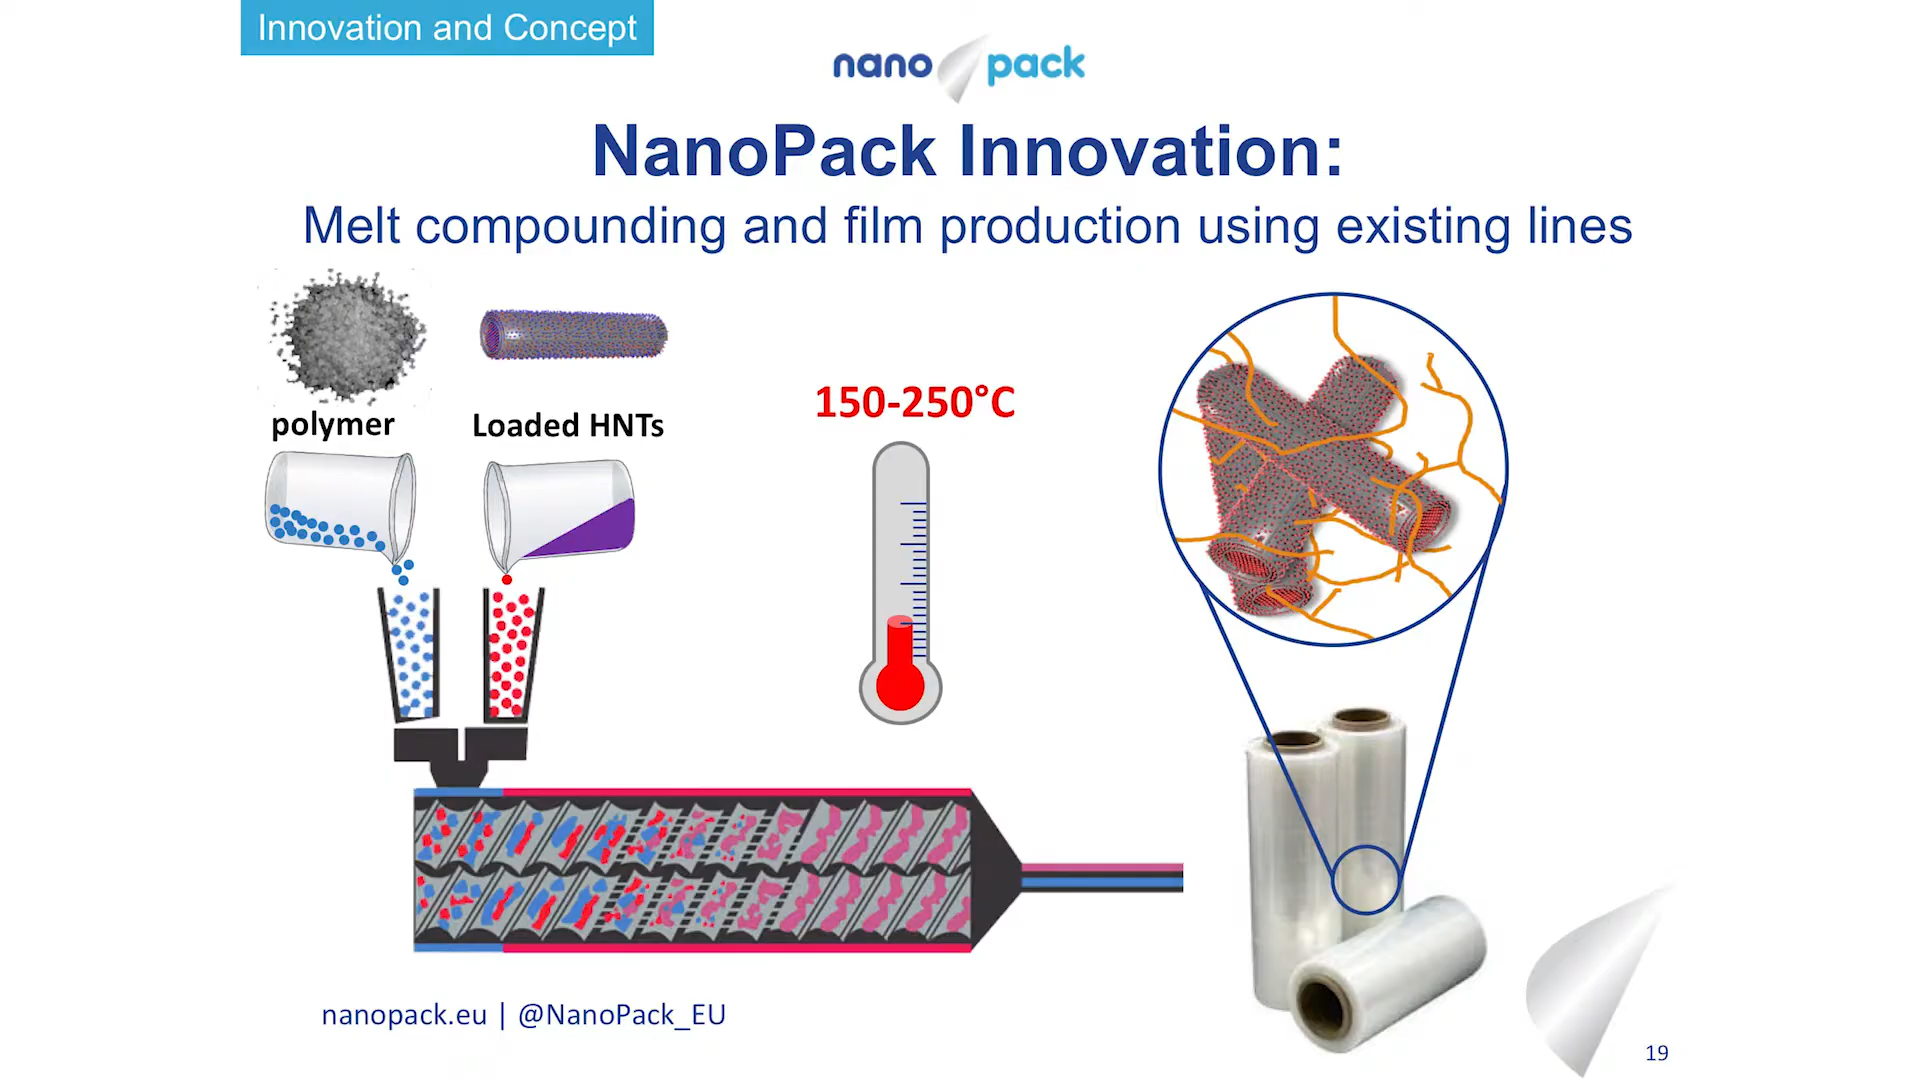 Innovation and Concept
nano pack
NanoPack Innovation:
Melt compounding and film production using existing lines
polymer
Loaded HNTs
150-250°C
nanopack.eu | @NanoPack_EU
19